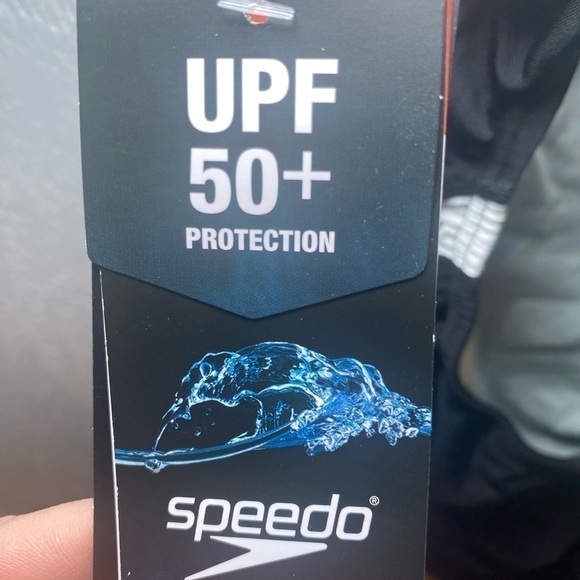 UPF
50+
PROTECTION
speedo®